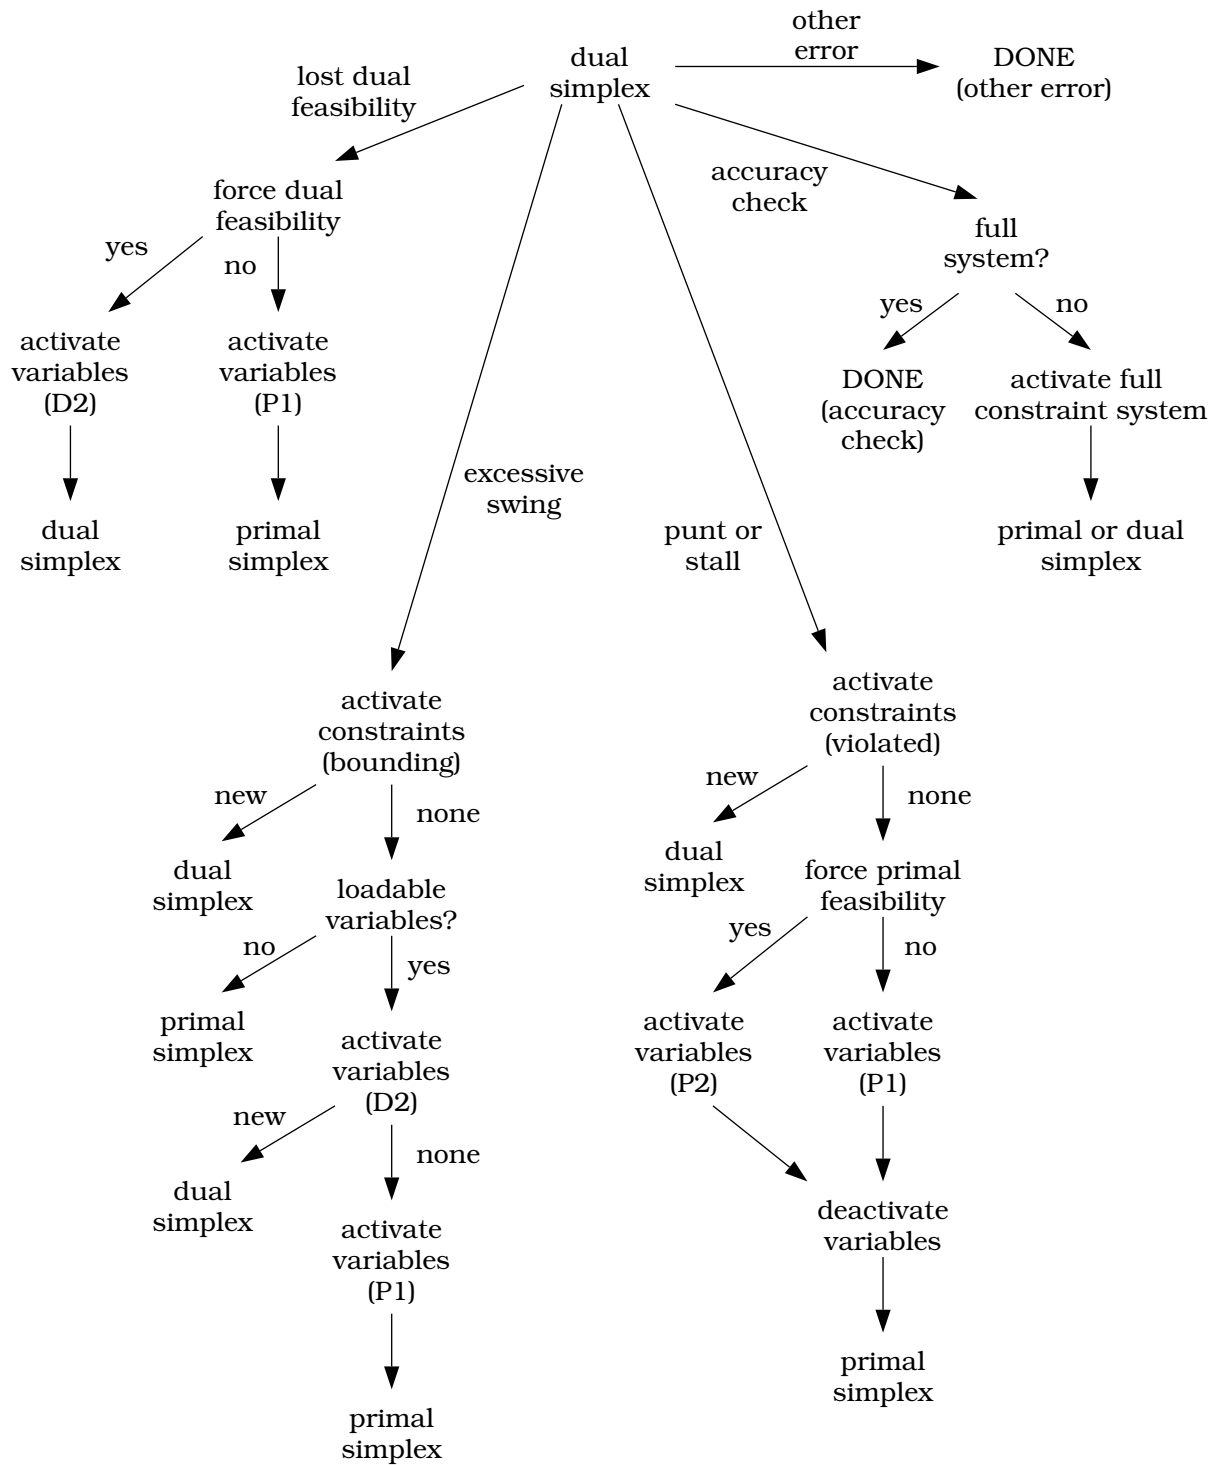 other
error
dual
simplex
DONE
(other error)
lost dual
feasibility
accuracy
check
force dual
feasibility
full
system?
yes
no
yes
no
activate
variables
(D2)
activate
variables
(P1)
DONE
(accuracy
check)
activate full
constraint system
excessive
swing
dual
simplex
primal
simplex
punt or
stall
primal or dual
simplex
activate
constraints
(bounding)
new
none
dual
simplex
loadable
variables?
no
yes
primal
simplex
activate
variables
(D2)
new
none
dual
simplex
activate
variables
(P1)
primal
simplex
activate
constraints
(violated)
new
none
dual
simplex
force primal
feasibility
yes
no
activate
variables
(P2)
activate
variables
(P1)
deactivate
variables
primal
simplex